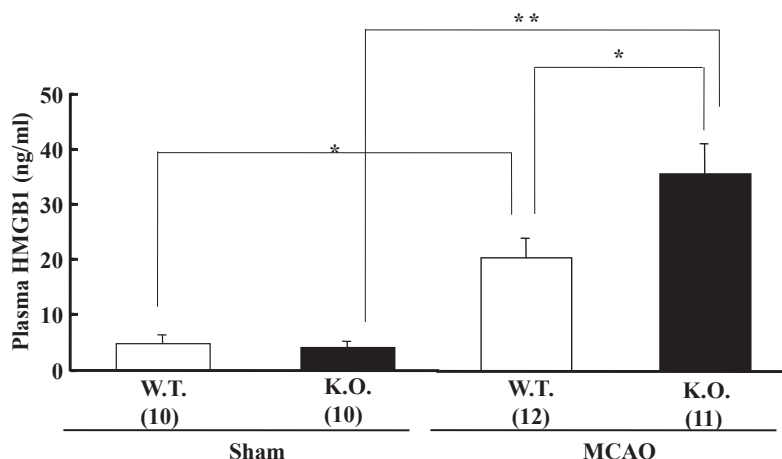 **
*
*
Plasma HMGB1 (ng/ml)
50
40
30
20
10
0
W.T. K.O. W.T. K.O.
(10) (10) (12) (11)
Sham MCAO